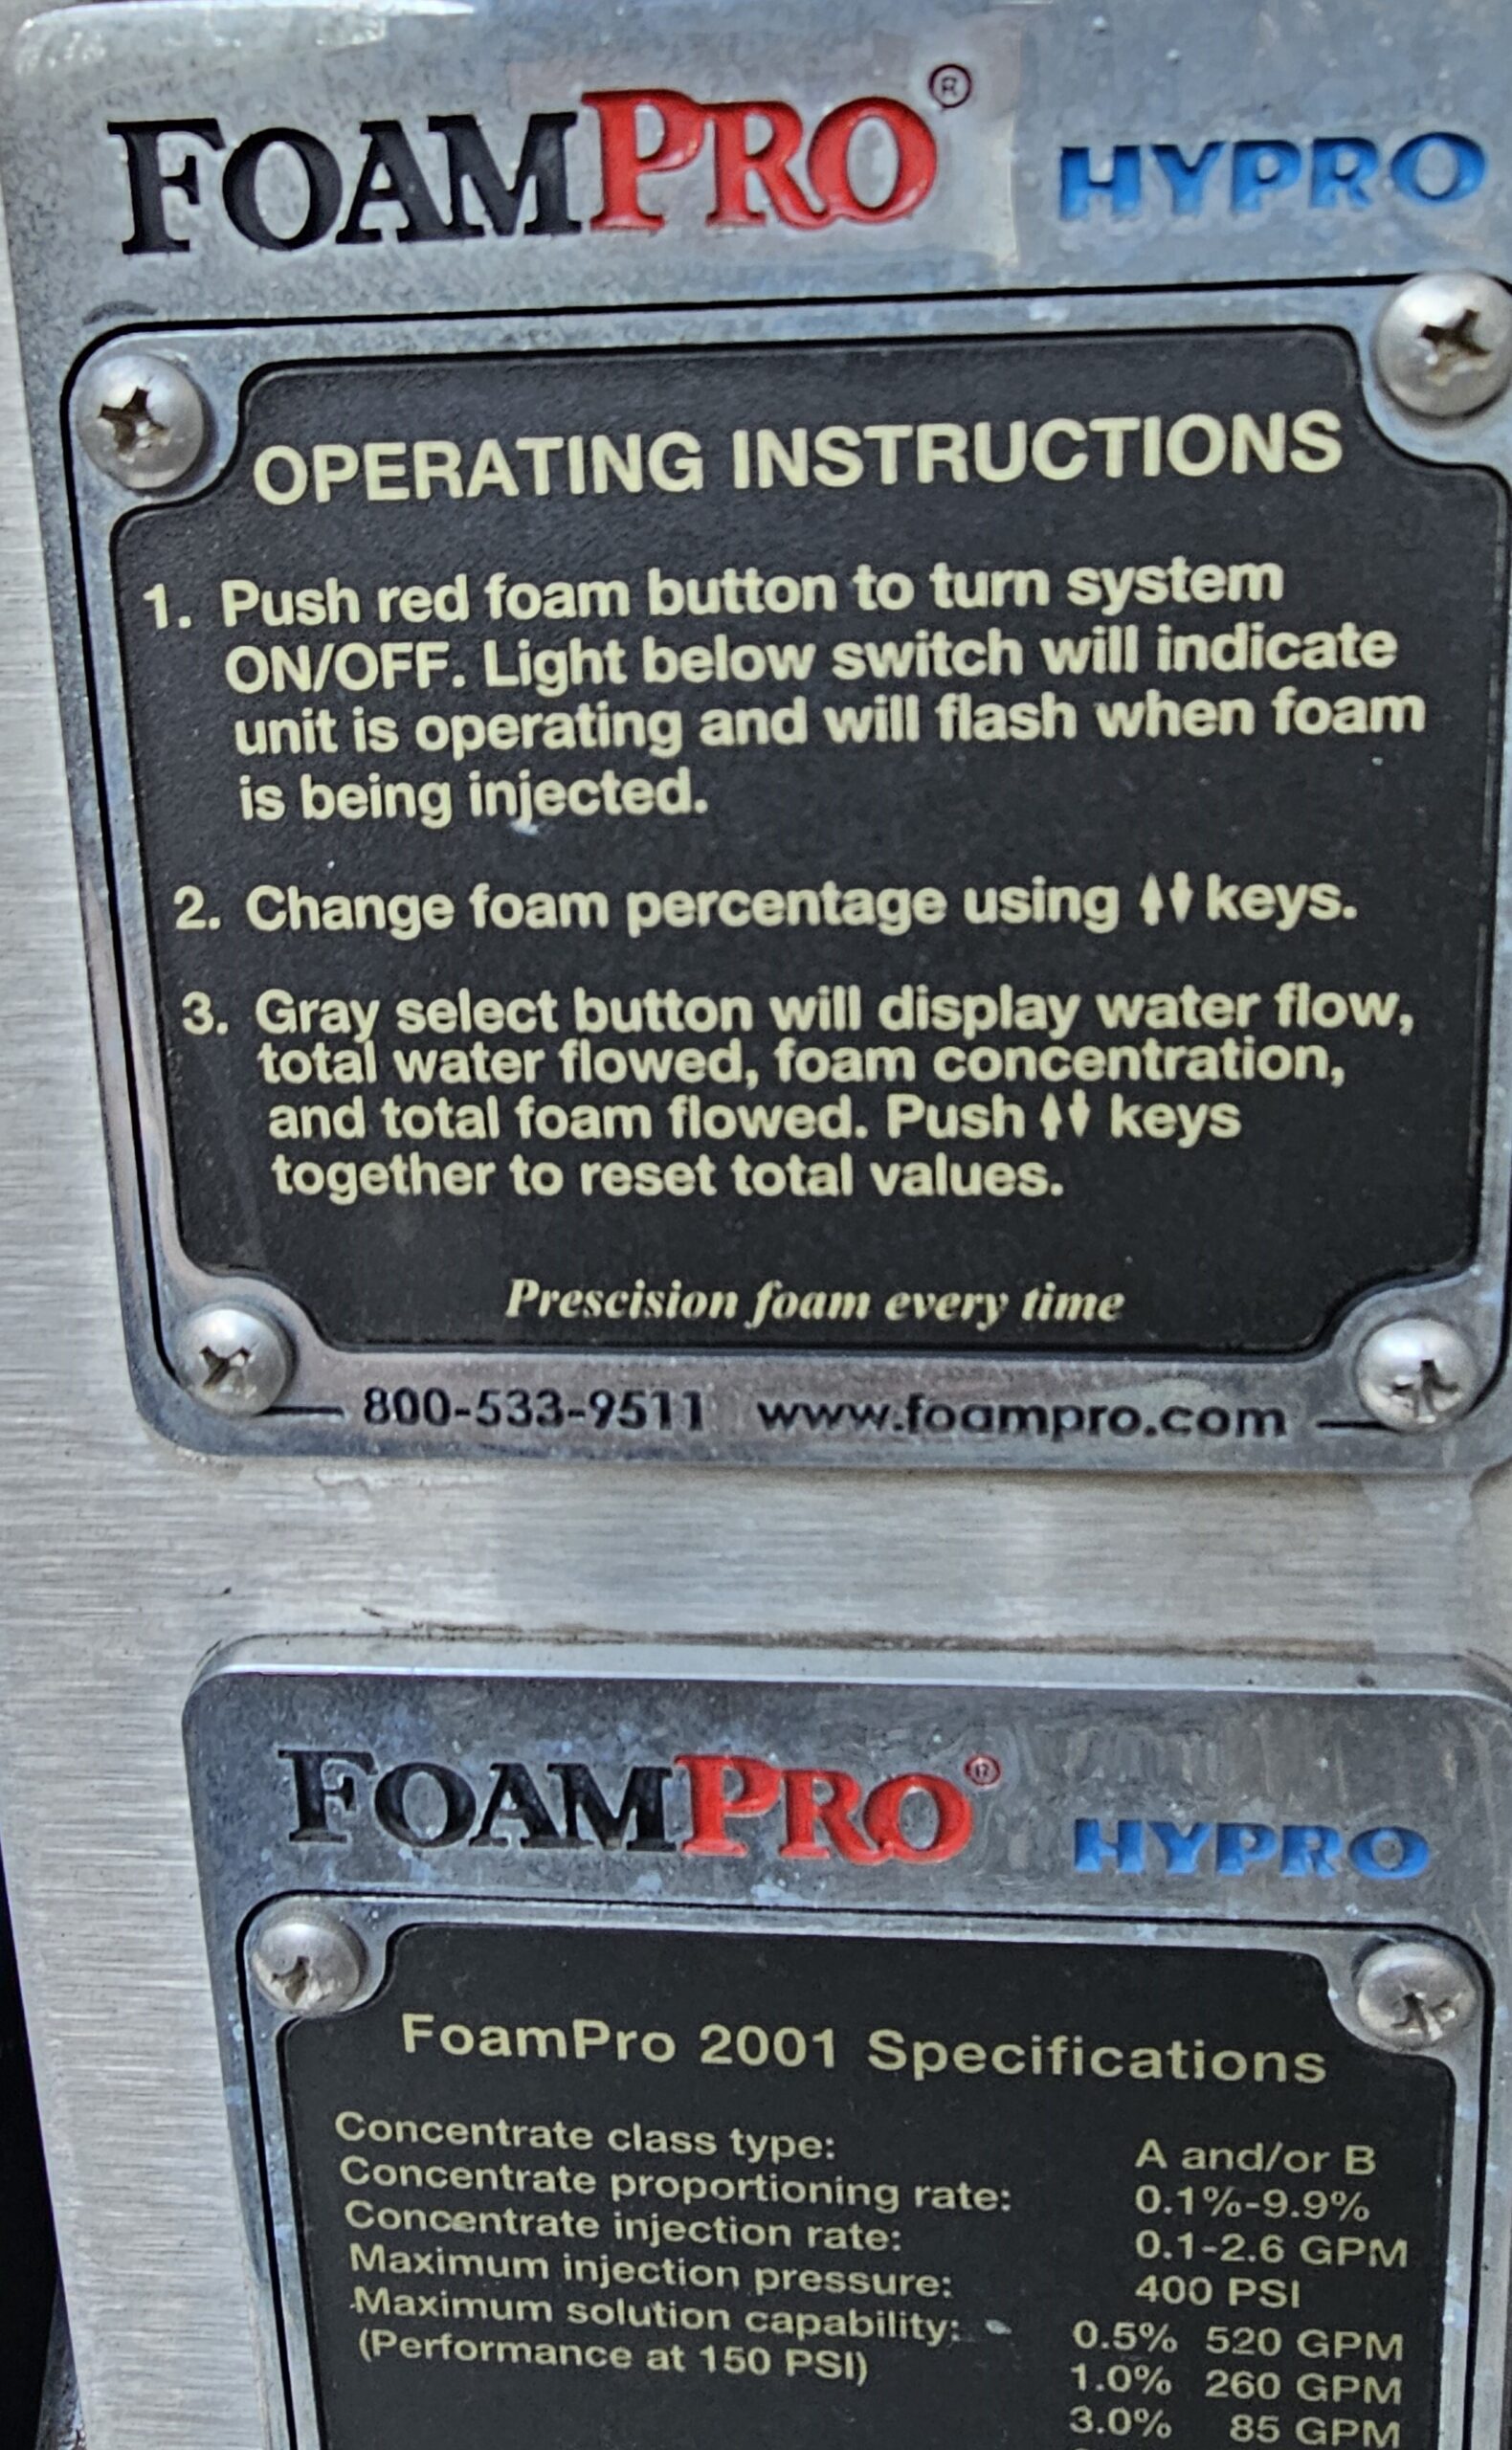 FOAMPRO® HYPRO
OPERATING INSTRUCTIONS
1. Push red foam button to turn system
ON/OFF. Light below switch will indicate
unit is operating and will flash when foam
is being injected.
2. Change foam percentage using ⬆⬇ keys.
3. Gray select button will display water flow,
total water flowed, foam concentration,
and total foam flowed. Push ⬆⬇ keys
together to reset total values.
Prescision foam every time
800-533-9511 www.foampro.com
FOAMPRO® HYPRO
FoamPro 2001 Specifications
Concentrate class type: A and/or B
Concentrate proportioning rate: 0.1%-9.9%
Concentrate injection rate: 0.1-2.6 GPM
Maximum injection pressure: 400 PSI
Maximum solution capability: 0.5% 520 GPM
(Performance at 150 PSI) 1.0% 260 GPM
3.0% 85 GPM